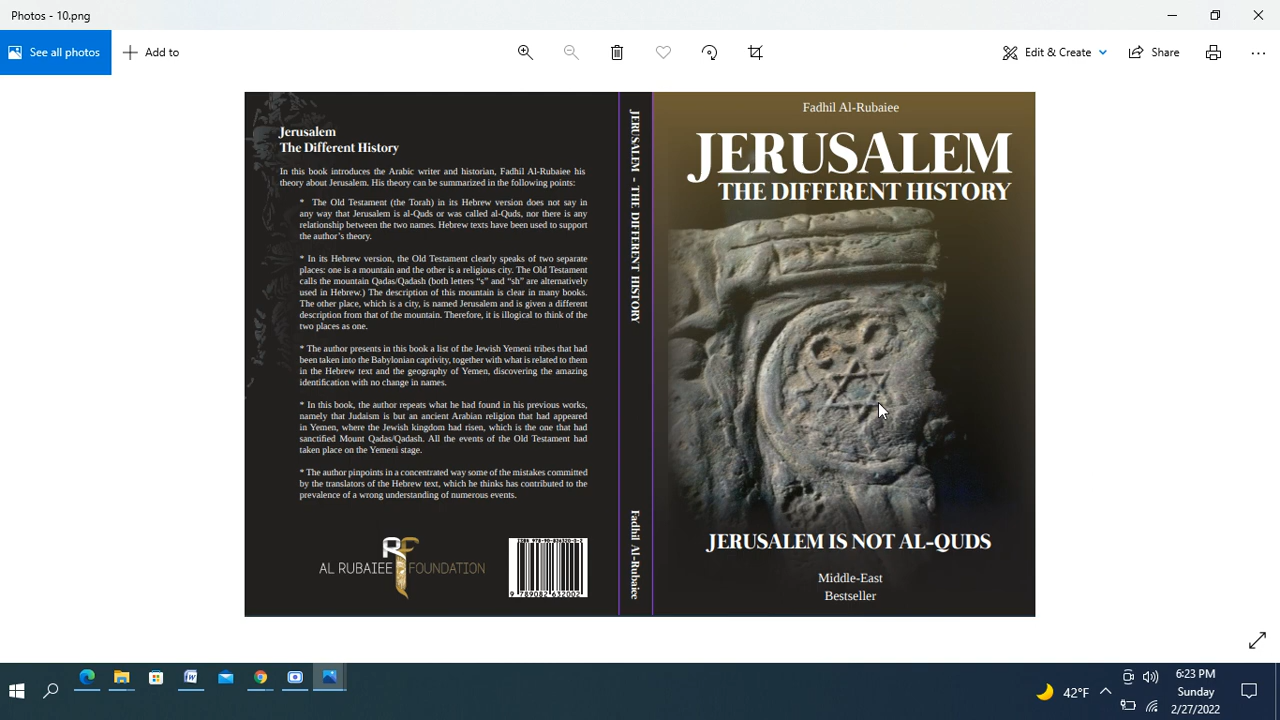 Photos - 10.png
See all photos
Add to
Edit & Create
Share
Jerusalem
The Different History
In this book introduces the Arabic writer and historian, Fadhil Al-Rubaiee his
theory about Jerusalem. His theory can be summarized in the following points:
* The Old Testament (the Torah) in its Hebrew version does not say in
any way that Jerusalem is al-Quds or was called al-Quds, nor there is any
relationship between the two names. Hebrew texts have been used to support
the author's theory.
* In its Hebrew version, the Old Testament clearly speaks of two separate
places: one is a mountain and the other is a religious city. The Old Testament
calls the mountain Qadas/Qadash (both letters “s” and “sh” are alternatively
used in Hebrew.) The description of this mountain is clear in many books.
The other place, which is a city, is named Jerusalem and is given a different
description from that of the mountain. Therefore, it is illogical to think of the
two places as one.
* The author presents in this book a list of the Jewish Yemeni tribes that had
been taken into the Babylonian captivity, together with what is related to them
in the Hebrew text and the geography of Yemen, discovering the amazing
identification with no change in names.
* In this book, the author repeats what he had found in his previous works,
namely that Judaism is but an ancient Arabian religion that had appeared
in Yemen, where the Jewish kingdom had risen, which is the one that had
sanctified Mount Qadas/Qadash. All the events of the Old Testament had
taken place on the Yemeni stage.
* The author pinpoints in a concentrated way some of the mistakes committed
by the translators of the Hebrew text, which he thinks has contributed to the
prevalence of a wrong understanding of numerous events.
RF
AL RUBAIEE FOUNDATION
ISBN 978-90-826320-0-2
9 789082 632002
JERUSALEM - THE DIFFERENT HISTORY
Fadhil Al-Rubaiee
Fadhil Al-Rubaiee
JERUSALEM
THE DIFFERENT HISTORY
JERUSALEM IS NOT AL-QUDS
Middle-East
Bestseller
42°F
6:23 PM
Sunday
2/27/2022